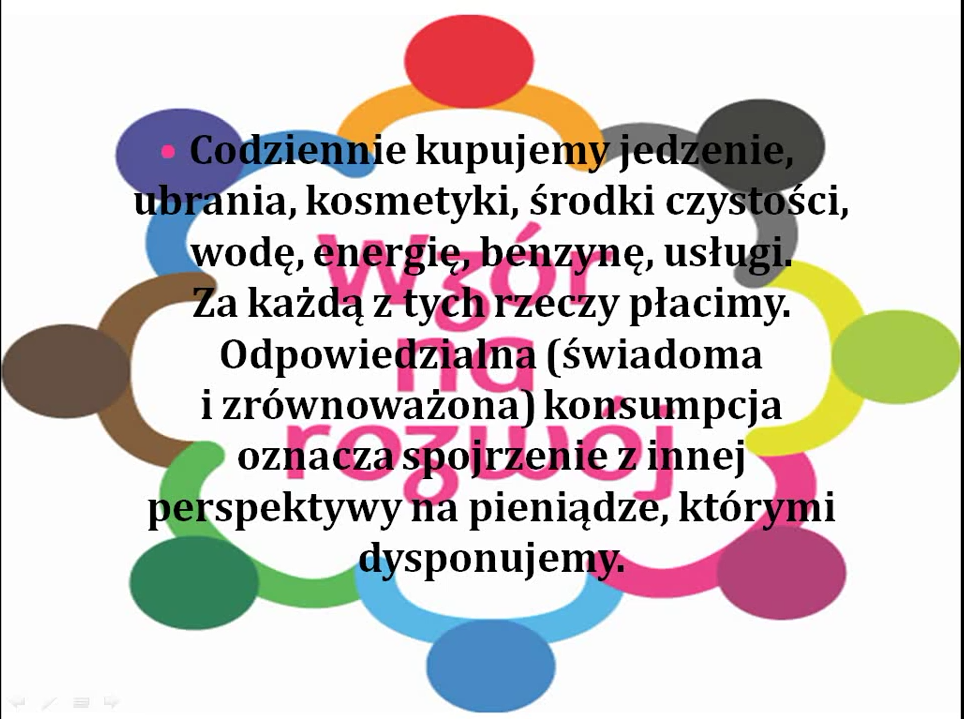 • Codziennie kupujemy jedzenie,
ubrania, kosmetyki, środki czystości,
wodę, energię, benzynę, usługi.
Za każdą z tych rzeczy płacimy.
Odpowiedzialna (świadoma
i zrównoważona) konsumpcja
oznacza spojrzenie z innej
perspektywy na pieniądze, którymi
dysponujemy.
wzór
na
rozwój